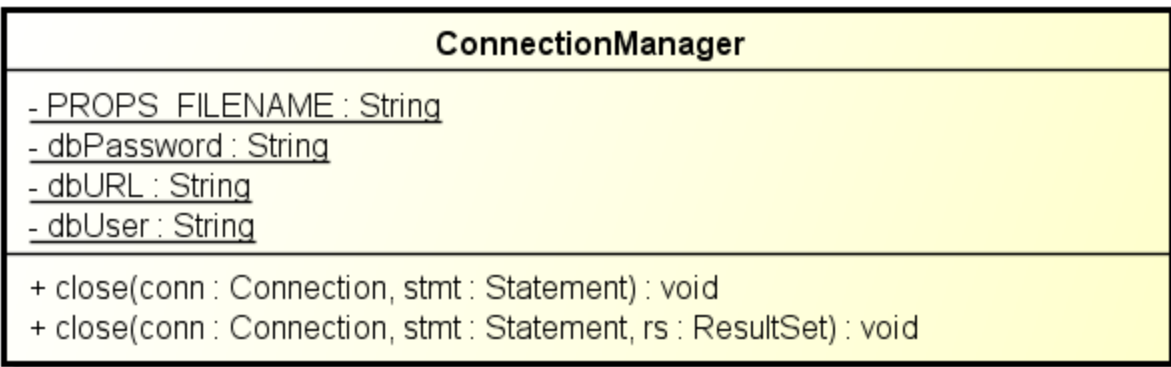 ConnectionManager
- PROPS_FILENAME : String
- dbPassword : String
- dbURL : String
- dbUser : String
+ close(conn : Connection, stmt : Statement) : void
+ close(conn : Connection, stmt : Statement, rs : ResultSet) : void